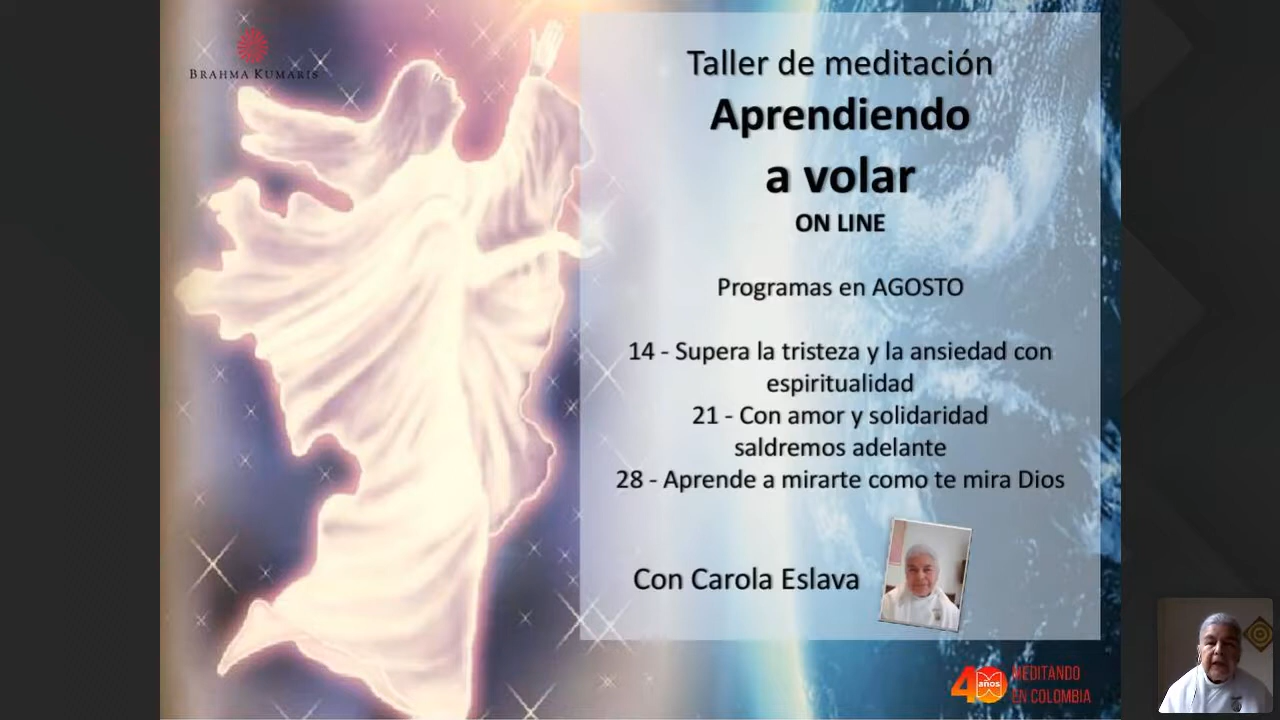 BRAHMA KUMARIS
Taller de meditación
Aprendiendo
a volar
ON LINE
Programas en AGOSTO
14 - Supera la tristeza y la ansiedad con
espiritualidad
21 - Con amor y solidaridad
saldremos adelante
28 - Aprende a mirarte como te mira Dios
Con Carola Eslava
40 años MEDITANDO
EN COLOMBIA